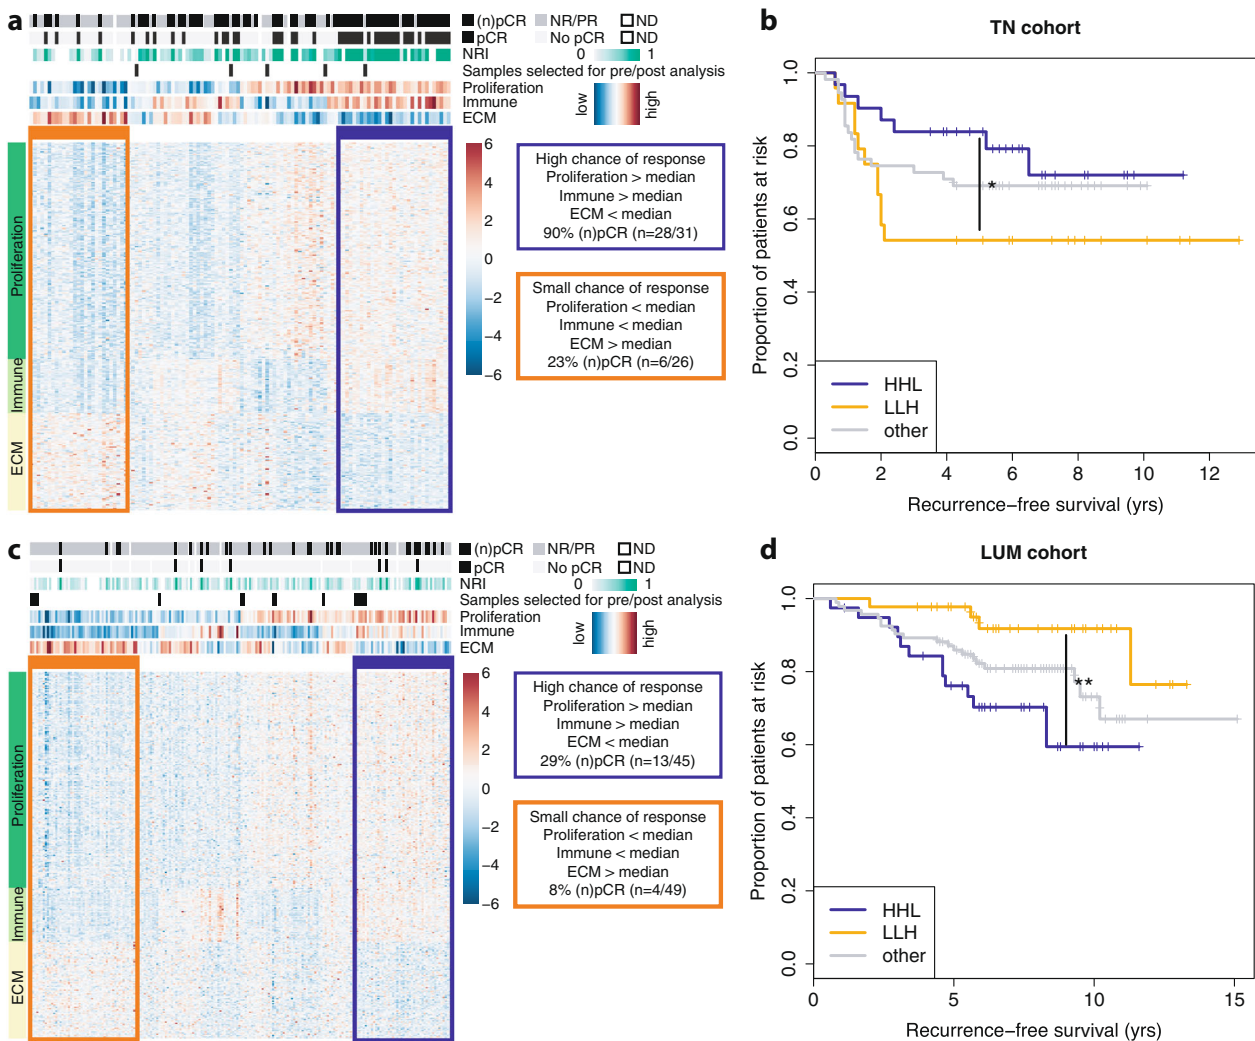 a
(n)pCR NR/PR ND
pCR No pCR ND
NRI 0 1
Samples selected for pre/post analysis
Proliferation
Immune
ECM
low
high
Proliferation
Immune
ECM
6
4
2
0
−2
−4
−6
High chance of response
Proliferation > median
Immune > median
ECM < median
90% (n)pCR (n=28/31)
Small chance of response
Proliferation < median
Immune < median
ECM > median
23% (n)pCR (n=6/26)
b
TN cohort
Proportion of patients at risk
1.0
0.8
0.6
0.4
0.2
0.0
*
HHL
LLH
other
0 2 4 6 8 10 12
Recurrence−free survival (yrs)
c
(n)pCR NR/PR ND
pCR No pCR ND
NRI 0 1
Samples selected for pre/post analysis
Proliferation
Immune
ECM
low
high
Proliferation
Immune
ECM
6
4
2
0
−2
−4
−6
High chance of response
Proliferation > median
Immune > median
ECM < median
29% (n)pCR (n=13/45)
Small chance of response
Proliferation < median
Immune < median
ECM > median
8% (n)pCR (n=4/49)
d
LUM cohort
Proportion of patients at risk
1.0
0.8
0.6
0.4
0.2
0.0
**
HHL
LLH
other
0 5 10 15
Recurrence−free survival (yrs)